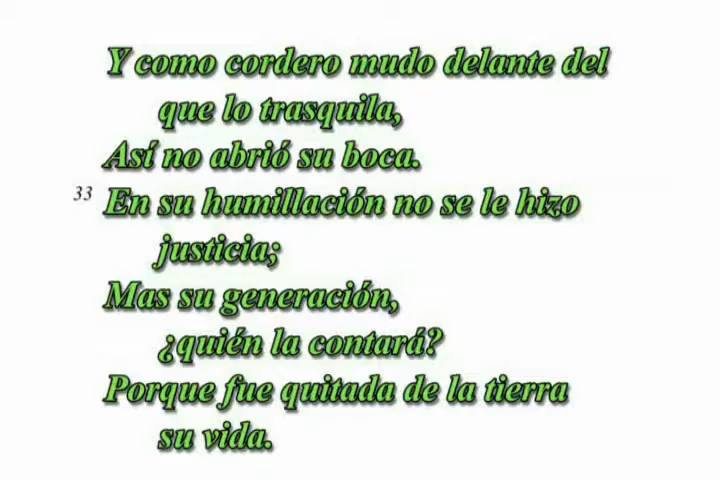 Y como cordero mudo delante del
que lo trasquila,
Así no abrió su boca.
33 En su humillación no se le hizo
justicia;
Mas su generación,
¿quién la contará?
Porque fue quitada de la tierra
su vida.